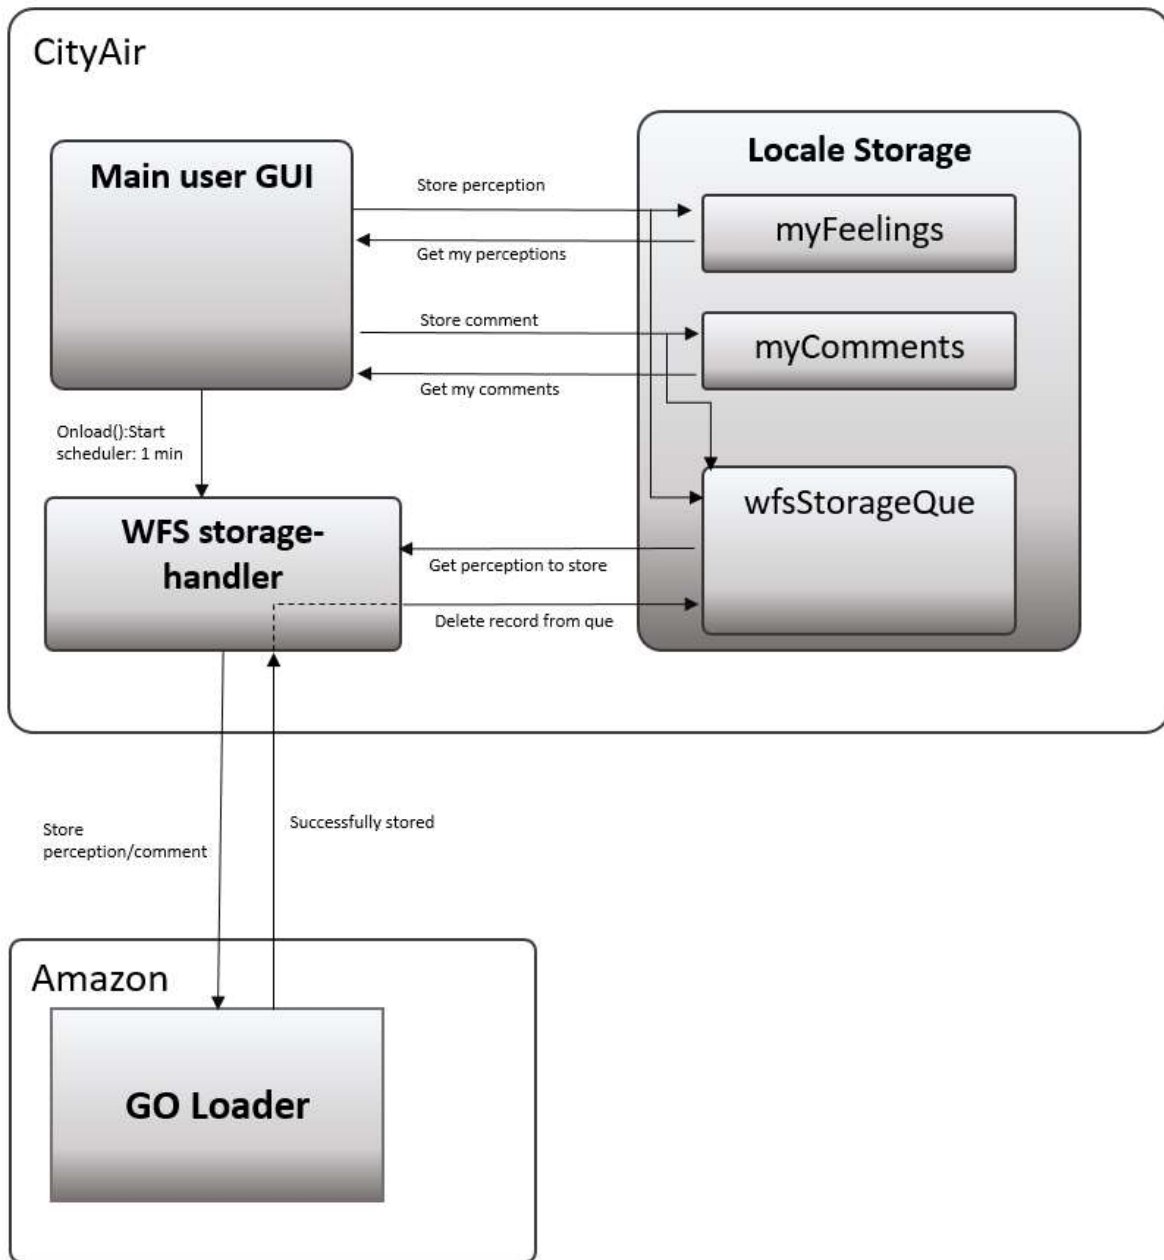 CityAir
Main user GUI
Locale Storage
Store perception
myFeelings
Get my perceptions
Store comment
myComments
Get my comments
Onload():Start
scheduler: 1 min
wfsStorageQue
WFS storage-
handler
Get perception to store
Delete record from que
Store
perception/comment
Successfully stored
Amazon
GO Loader